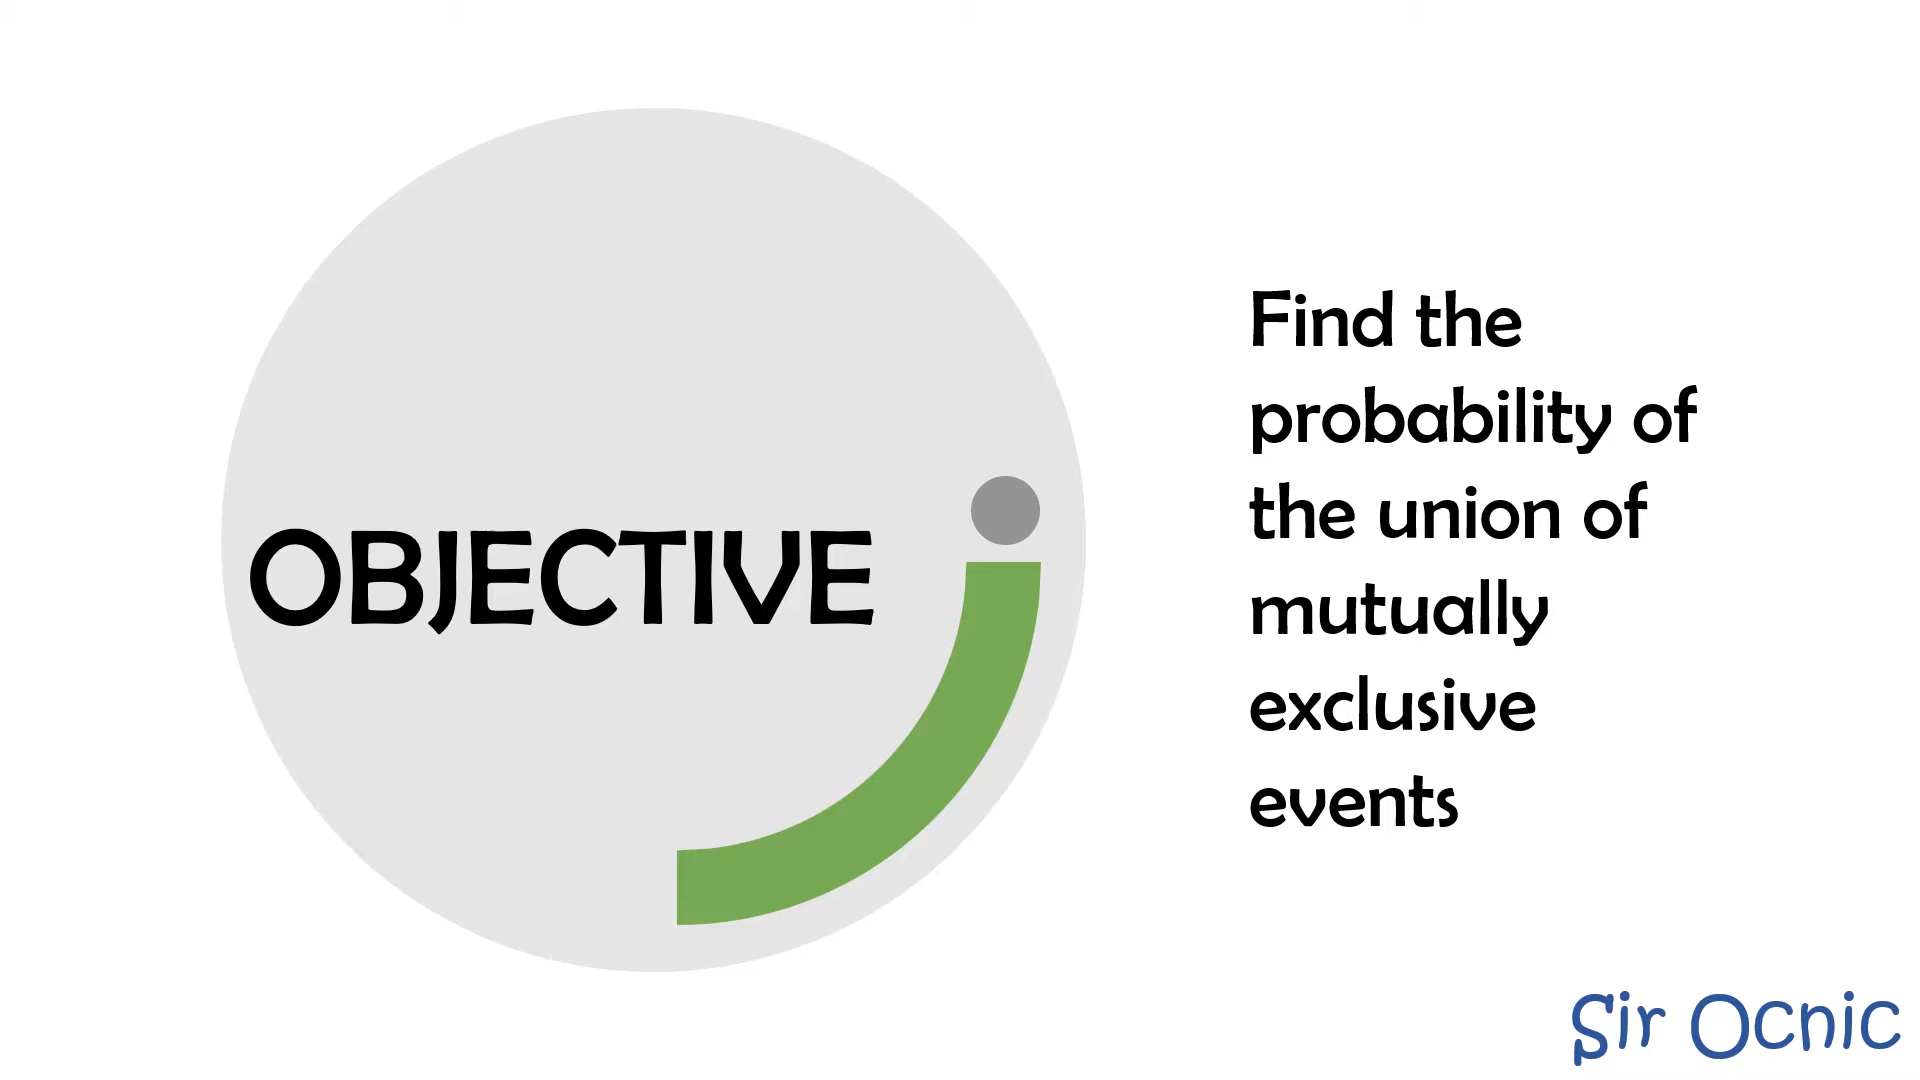 OBJECTIVE
Find the
probability of
the union of
mutually
exclusive
events
Sir Ocnic